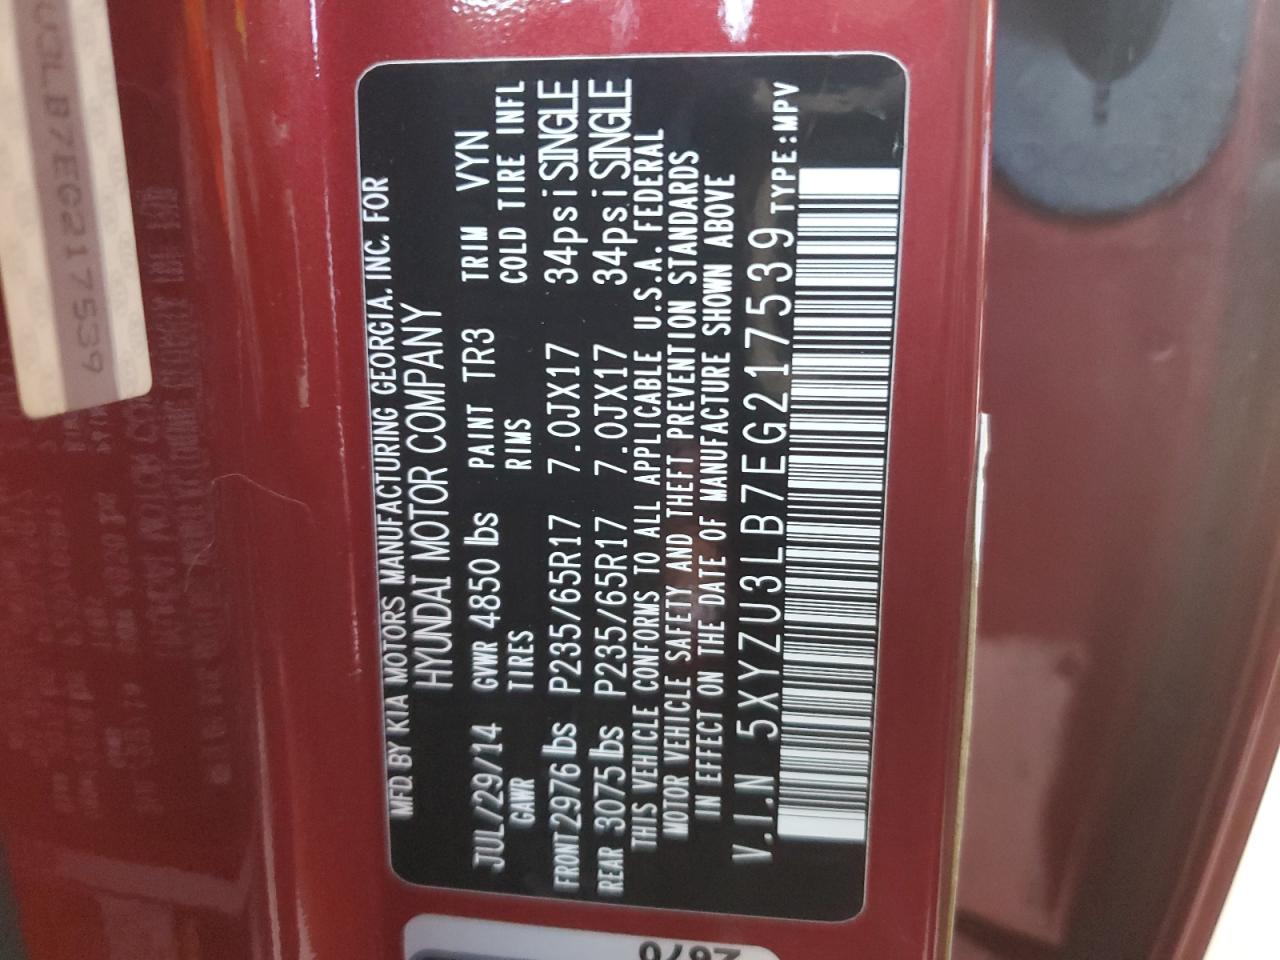 MFD. BY KIA MOTORS MANUFACTURING GEORGIA, INC. FOR
HYUNDAI MOTOR COMPANY
JUL/29/14 GVWR 4850 lbs PAINT TR3 TRIM VYN
GAWR TIRES RIMS COLD TIRE INFL
FRONT 2976 lbs P235/65R17 7.0JX17 34psi SINGLE
REAR 3075 lbs P235/65R17 7.0JX17 34psi SINGLE
THIS VEHICLE CONFORMS TO ALL APPLICABLE U.S.A. FEDERAL
MOTOR VEHICLE SAFETY AND THEFT PREVENTION STANDARDS
IN EFFECT ON THE DATE OF MANUFACTURE SHOWN ABOVE
V.I.N 5XYZU3LB7EG217539 TYPE:MPV
U3LB7EG217539